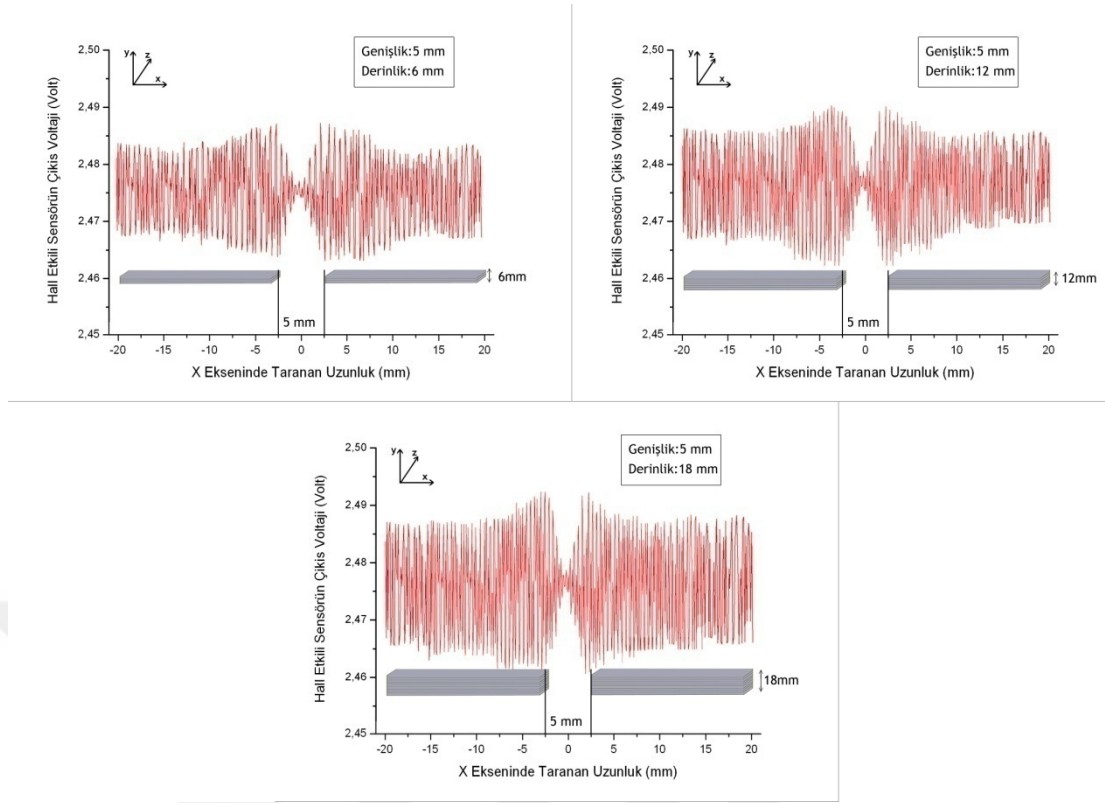 Genişlik:5 mm
Derinlik:6 mm
y
z
x
Hall Etkili Sensörün Çikis Voltaji (Volt)
2,50
2,49
2,48
2,47
2,46
2,45
6mm
5 mm
-20 -15 -10 -5 0 5 10 15 20
X Ekseninde Taranan Uzunluk (mm)
Genişlik:5 mm
Derinlik:12 mm
y
z
x
Hall Etkili Sensörün Çikis Voltaji (Volt)
2,50
2,49
2,48
2,47
2,46
2,45
12mm
5 mm
-20 -15 -10 -5 0 5 10 15 20
X Ekseninde Taranan Uzunluk (mm)
Genişlik:5 mm
Derinlik:18 mm
y
z
x
Hall Etkili Sensörün Çikis Voltaji (Volt)
2,50
2,49
2,48
2,47
2,46
2,45
18mm
5 mm
-20 -15 -10 -5 0 5 10 15 20
X Ekseninde Taranan Uzunluk (mm)